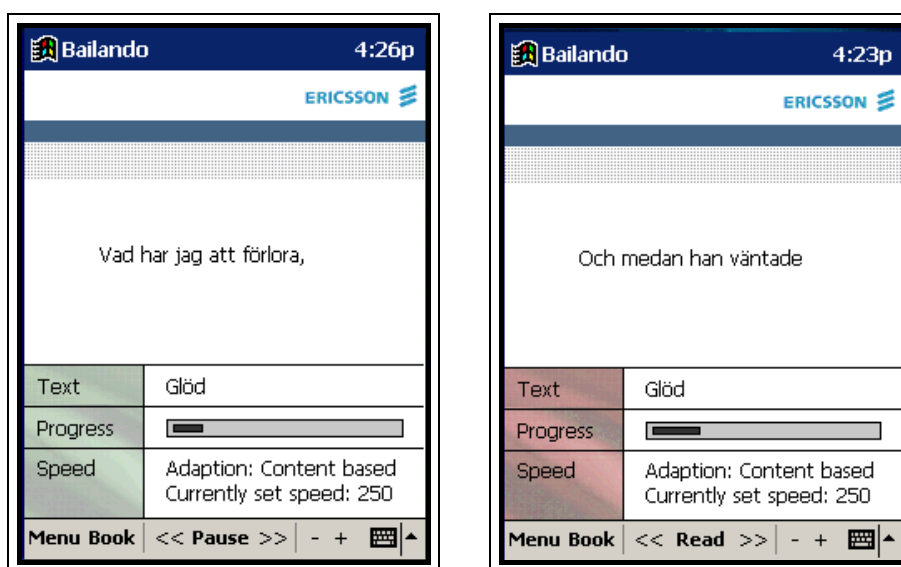 Bailando 4:26p
ERICSSON
Vad har jag att förlora,
Text Glöd
Progress
Speed Adaption: Content based
Currently set speed: 250
Menu Book << Pause >> - +
Bailando 4:23p
ERICSSON
Och medan han väntade
Text Glöd
Progress
Speed Adaption: Content based
Currently set speed: 250
Menu Book << Read >> - +